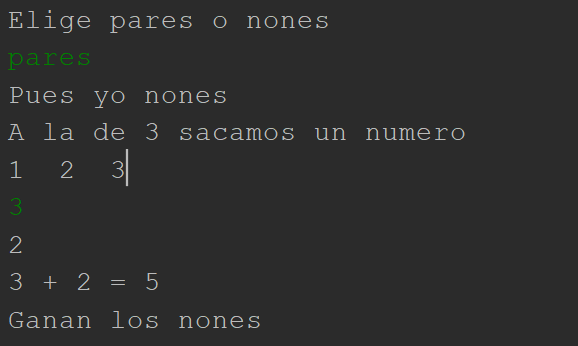 Elige pares o nones
pares
Pues yo nones
A la de 3 sacamos un numero
1  2  3
3
2
3 + 2 = 5
Ganan los nones